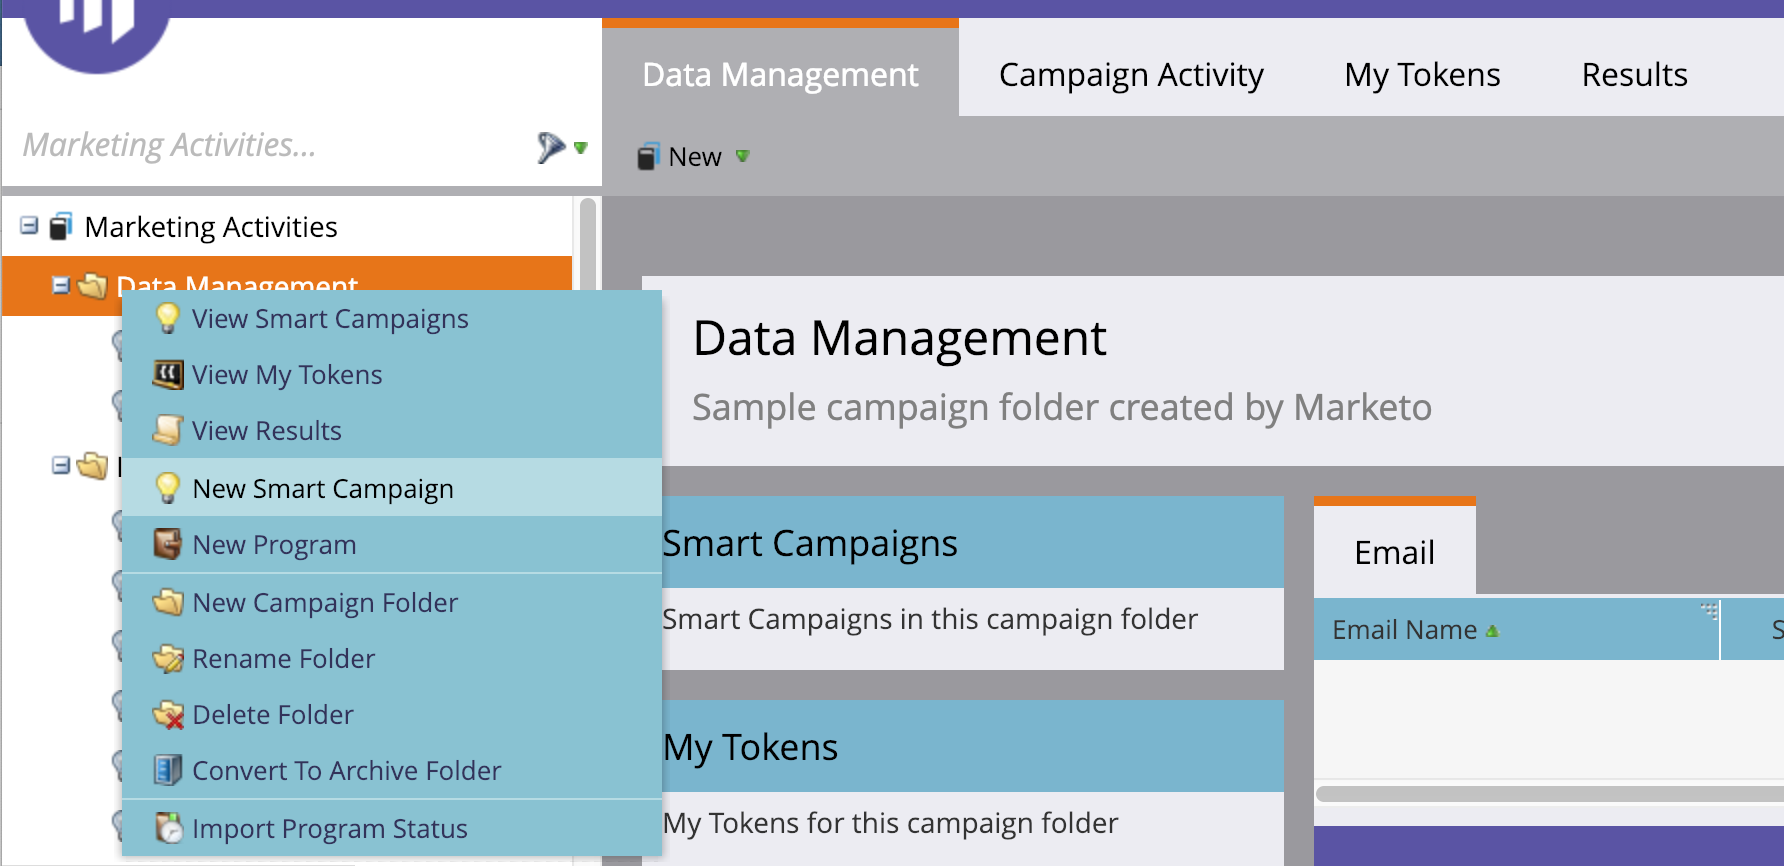 Data Management
Campaign Activity
My Tokens
Results
Marketing Activities...
New
Marketing Activities
Data Management
View Smart Campaigns
View My Tokens
View Results
New Smart Campaign
New Program
New Campaign Folder
Rename Folder
Delete Folder
Convert To Archive Folder
Import Program Status
Data Management
Sample campaign folder created by Marketo
Smart Campaigns
Smart Campaigns in this campaign folder
My Tokens
My Tokens for this campaign folder
Email
Email Name